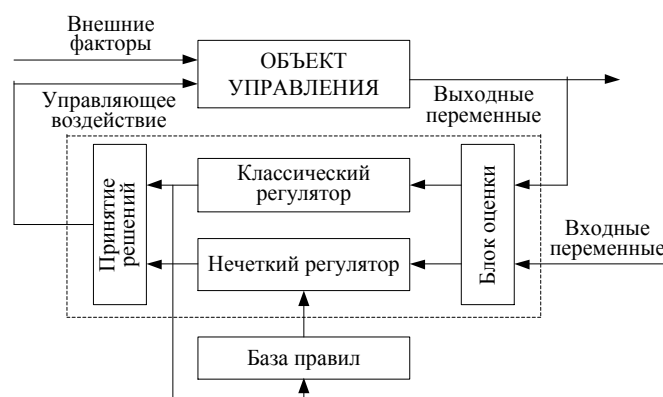 Внешние
факторы
ОБЪЕКТ
УПРАВЛЕНИЯ
Управляющее
воздействие
Выходные
переменные
Принятие
решений
Классический
регулятор
Блок оценки
Входные
переменные
Нечеткий регулятор
База правил